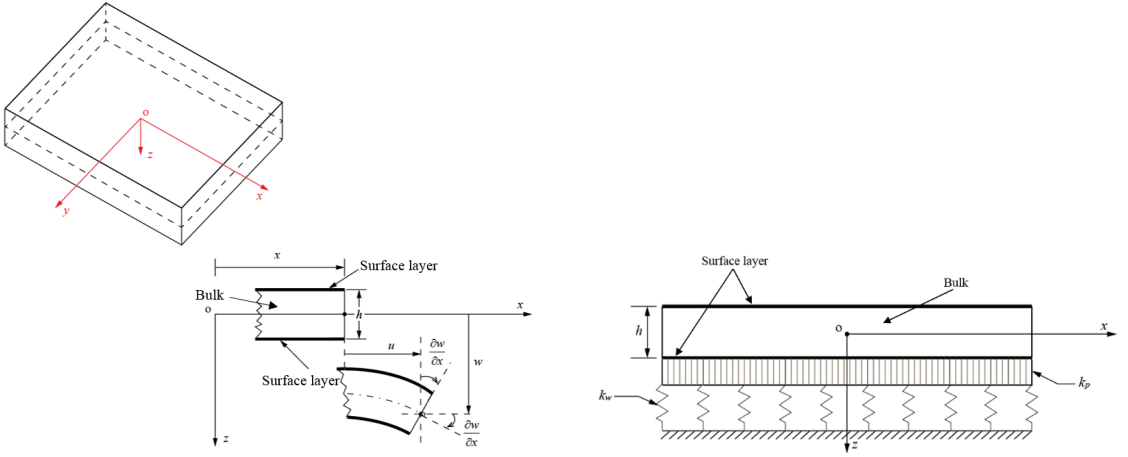 o
z
x
y
x
Surface layer
Bulk
o
h
x
u
∂w
∂x
w
Surface layer
∂w
∂x
z
Surface layer
Bulk
h
o
x
k_w
k_p
z